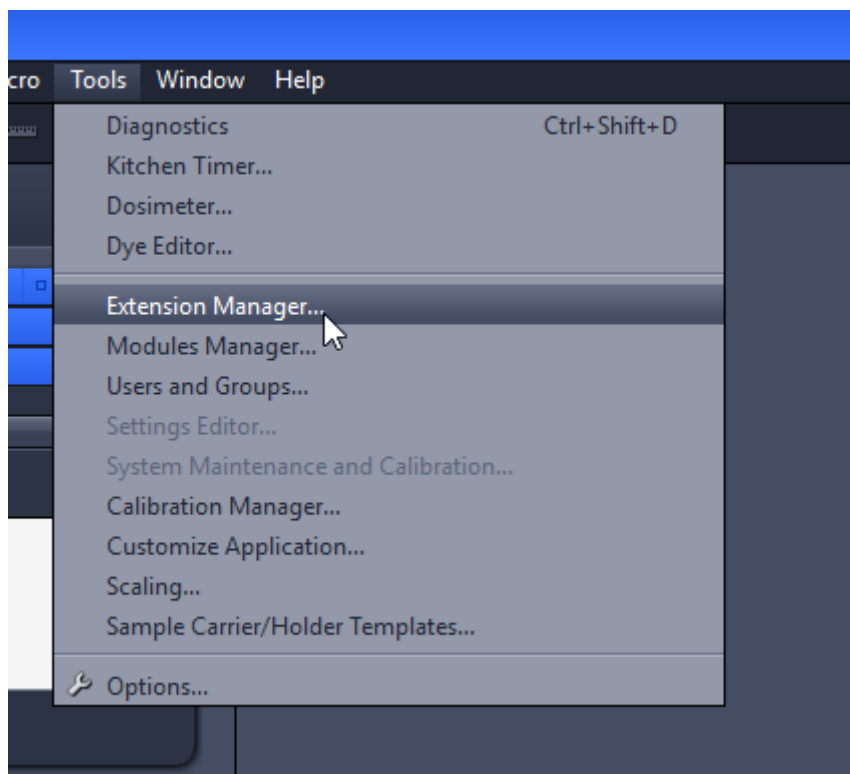 cro Tools Window Help
Diagnostics Ctrl+Shift+D
Kitchen Timer...
Dosimeter...
Dye Editor...
Extension Manager...
Modules Manager...
Users and Groups...
Settings Editor...
System Maintenance and Calibration...
Calibration Manager...
Customize Application...
Scaling...
Sample Carrier/Holder Templates...
Options...